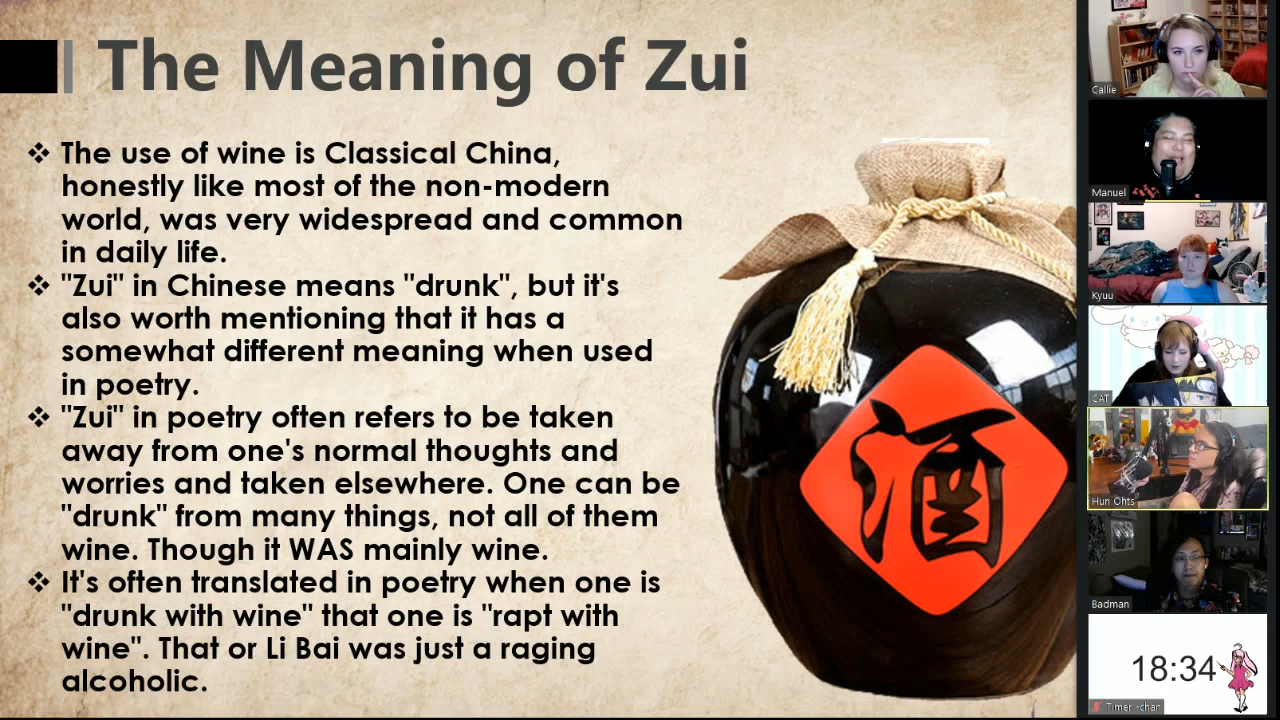 The Meaning of Zui
The use of wine is Classical China,
honestly like most of the non-modern
world, was very widespread and common
in daily life.
"Zui" in Chinese means "drunk", but it's
also worth mentioning that it has a
somewhat different meaning when used
in poetry.
"Zui" in poetry often refers to be taken
away from one's normal thoughts and
worries and taken elsewhere. One can be
"drunk" from many things, not all of them
wine. Though it WAS mainly wine.
It's often translated in poetry when one is
"drunk with wine" that one is "rapt with
wine". That or Li Bai was just a raging
alcoholic.
酒
Callie
Manuel
Kyuu
CAT
Hun Ohts
Badman
18:34
Timer-chan